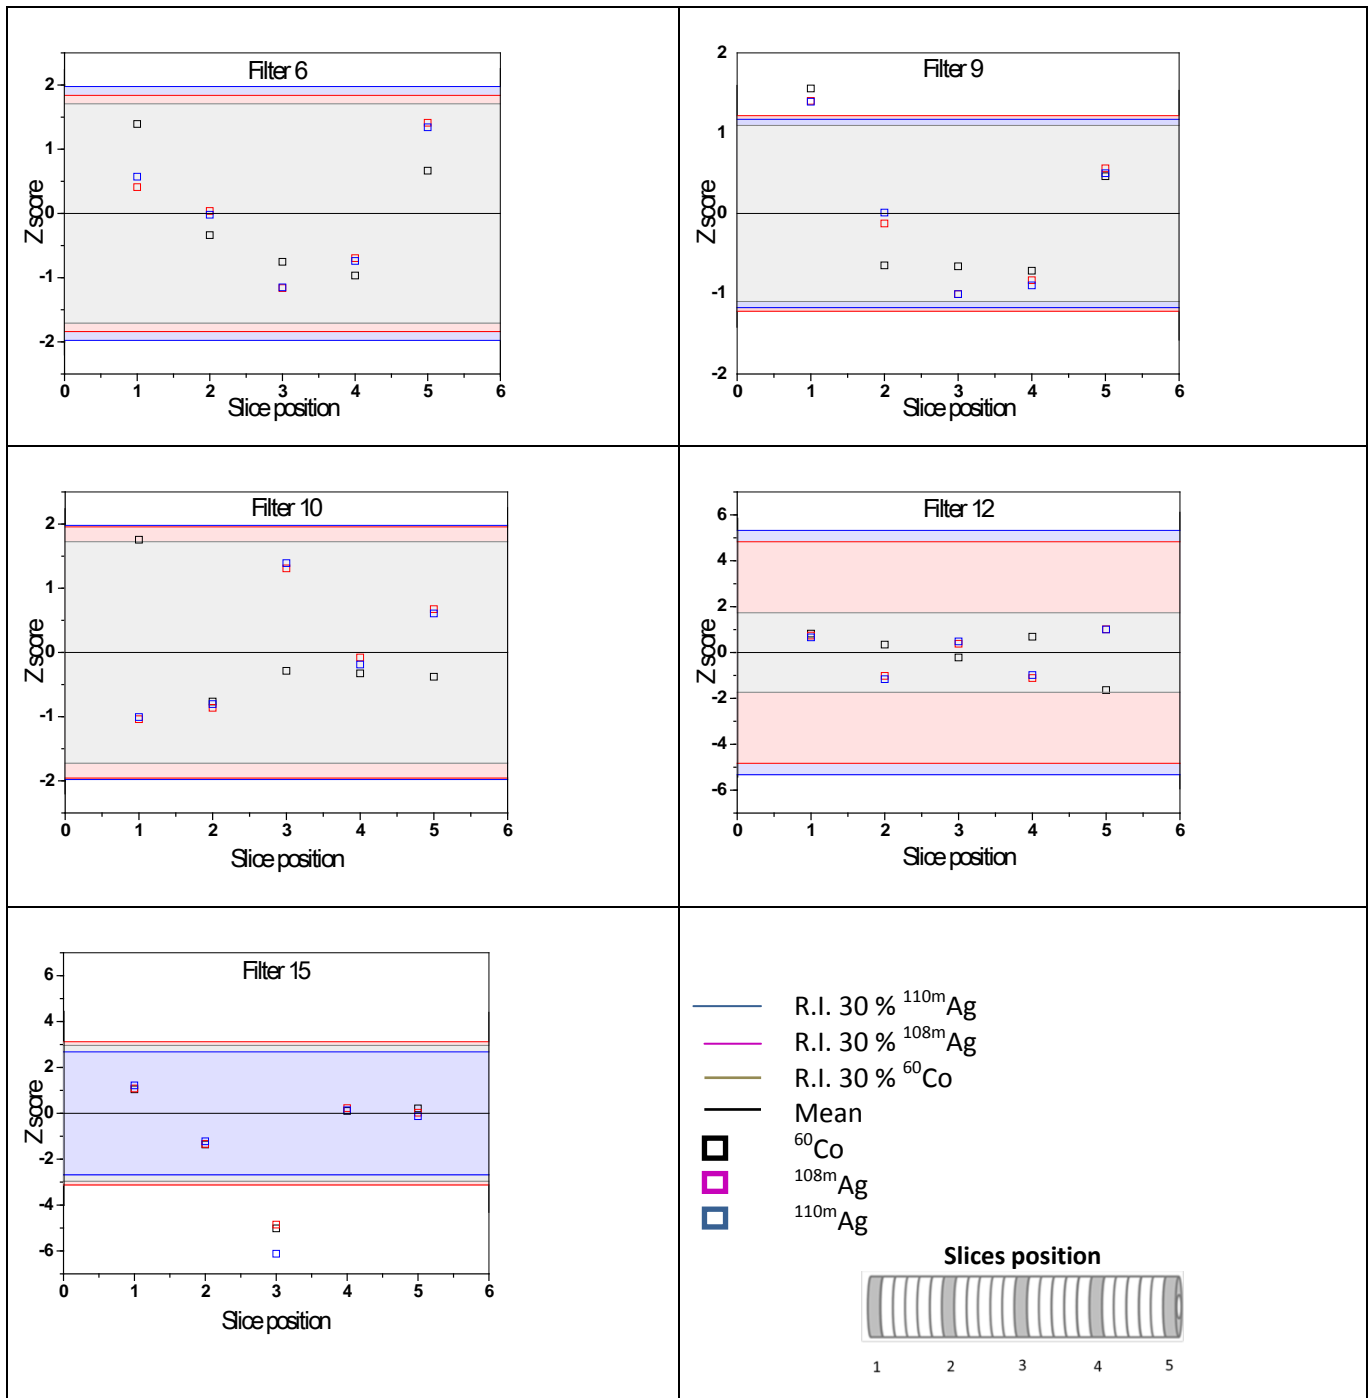 Filter 6
Z score
2
1
0
-1
-2
0 1 2 3 4 5 6
Slice position
Filter 9
Z score
2
1
0
-1
-2
0 1 2 3 4 5 6
Slice position
Filter 10
Z score
2
1
0
-1
-2
0 1 2 3 4 5 6
Slice position
Filter 12
Z score
6
4
2
0
-2
-4
-6
0 1 2 3 4 5 6
Slice position
Filter 15
Z score
6
4
2
0
-2
-4
-6
0 1 2 3 4 5 6
Slice position
R.I. 30 % 110mAg
R.I. 30 % 108mAg
R.I. 30 % 60Co
Mean
60Co
108mAg
110mAg
Slices position
1 2 3 4 5